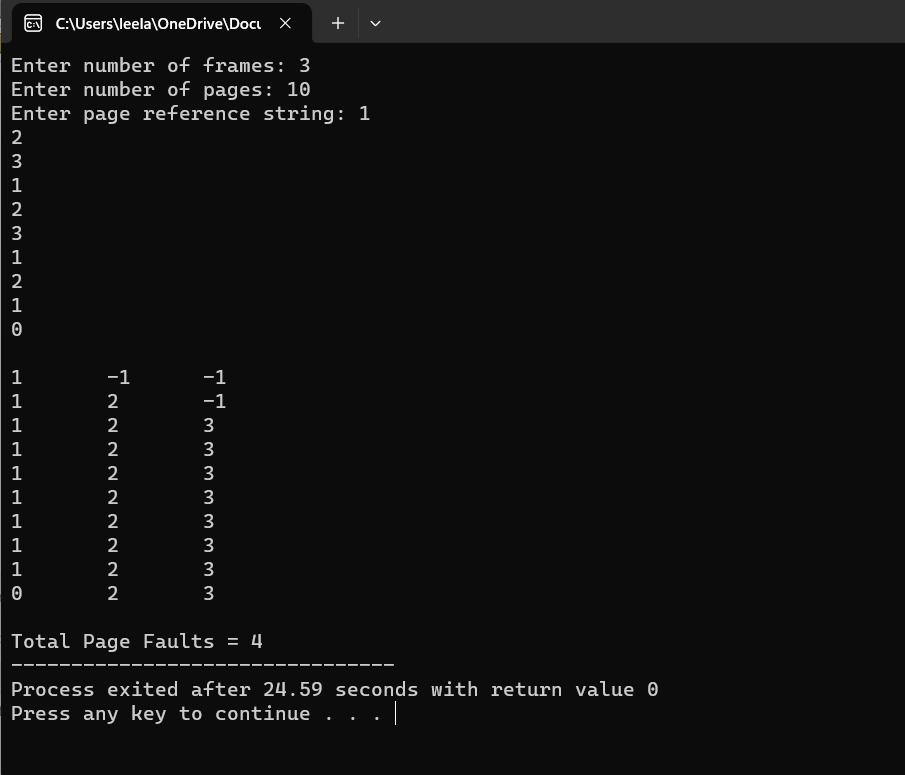 C:\Users\leela\OneDrive\Docu
Enter number of frames: 3
Enter number of pages: 10
Enter page reference string: 1
2
3
1
2
3
1
2
1
0
1 -1 -1
1 2 -1
1 2 3
1 2 3
1 2 3
1 2 3
1 2 3
1 2 3
1 2 3
0 2 3
Total Page Faults = 4
--------------------------------
Process exited after 24.59 seconds with return value 0
Press any key to continue . . .